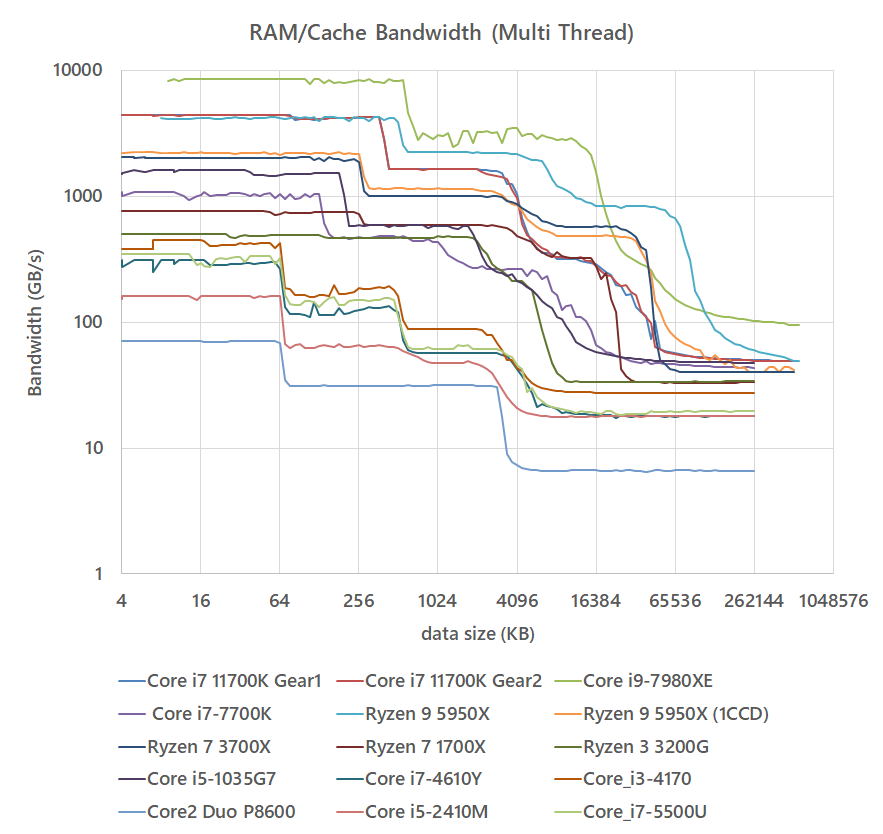 RAM/Cache Bandwidth (Multi Thread)
10000
1000
100
10
1
Bandwidth (GB/s)
4 16 64 256 1024 4096 16384 65536 262144 1048576
data size (KB)
Core i7 11700K Gear1 Core i7 11700K Gear2 Core i9-7980XE
Core i7-7700K Ryzen 9 5950X Ryzen 9 5950X (1CCD)
Ryzen 7 3700X Ryzen 7 1700X Ryzen 3 3200G
Core i5-1035G7 Core i7-4610Y Core_i3-4170
Core2 Duo P8600 Core i5-2410M Core_i7-5500U